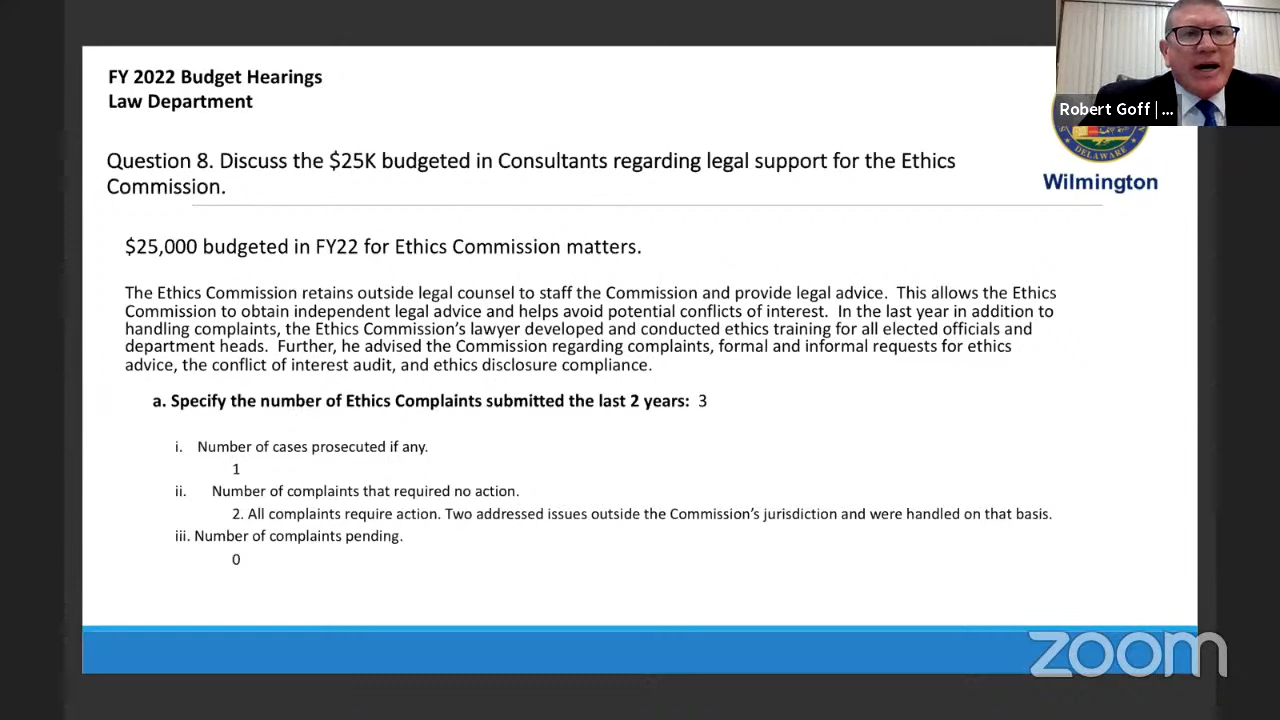 FY 2022 Budget Hearings
Law Department
Robert Goff | ...
DELAWARE
Wilmington
Question 8. Discuss the $25K budgeted in Consultants regarding legal support for the Ethics
Commission.
$25,000 budgeted in FY22 for Ethics Commission matters.
The Ethics Commission retains outside legal counsel to staff the Commission and provide legal advice.  This allows the Ethics
Commission to obtain independent legal advice and helps avoid potential conflicts of interest.  In the last year in addition to
handling complaints, the Ethics Commission's lawyer developed and conducted ethics training for all elected officials and
department heads.  Further, he advised the Commission regarding complaints, formal and informal requests for ethics
advice, the conflict of interest audit, and ethics disclosure compliance.
a. Specify the number of Ethics Complaints submitted the last 2 years:  3
i. Number of cases prosecuted if any.
1
ii. Number of complaints that required no action.
2. All complaints require action. Two addressed issues outside the Commission's jurisdiction and were handled on that basis.
iii. Number of complaints pending.
0
zoom